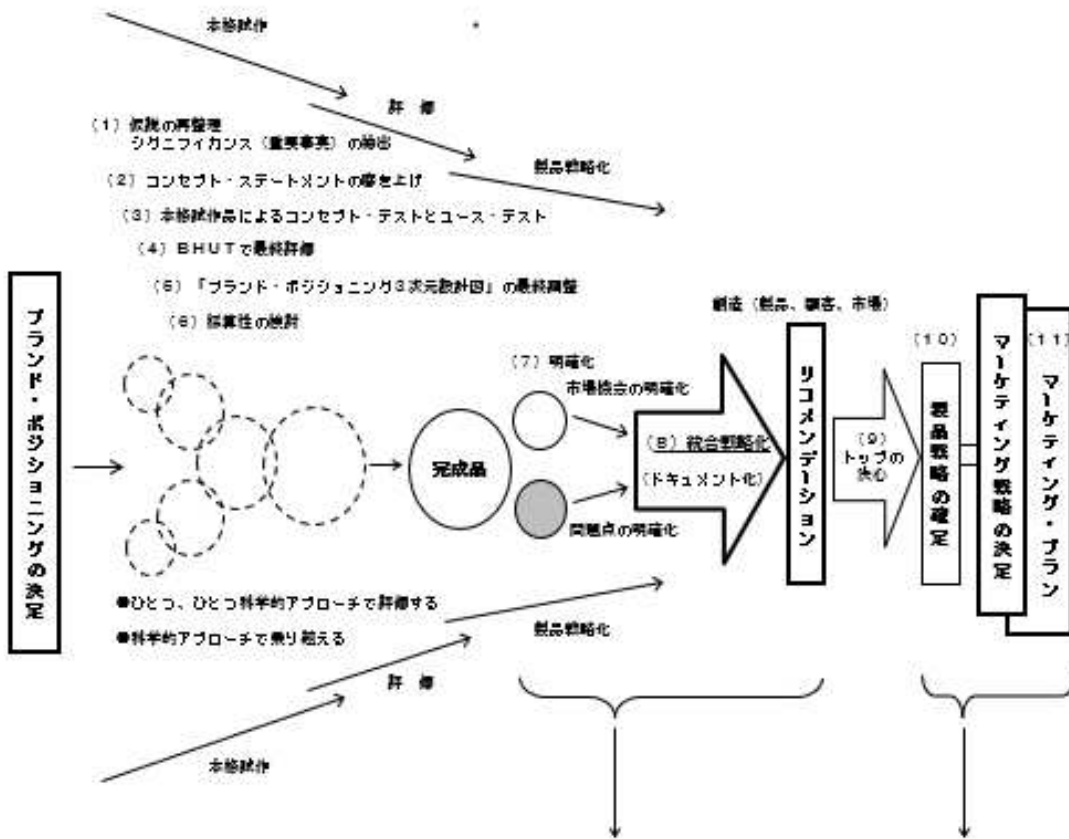 本格試作
評 価
(1) 仮説の再整理
シグニフィカンス（重要事実）の抽出
製品戦略化
(2) コンセプト・ステートメントの書き上げ
(3) 本格試作品によるコンセプト・テストとユース・テスト
(4) BHUTで最終評価
(5) 「ブランド・ポジショニング3次元設計図」の最終調整
(6) 採算性の検討
創造（製品、顧客、市場）
ブランド・ポジショニングの決定
(7) 明確化
市場機会の明確化
完成品
問題点の明確化
(8) 統合戦略化
(ドキュメント化)
リコメンデーション
(9)
トップの
決心
(10)
製品戦略の確定
マーケティング戦略の決定
(11)
マーケティング・プラン
●ひとつ、ひとつ科学的アプローチで評価する
●科学的アプローチで乗り越える
製品戦略化
評 価
本格試作